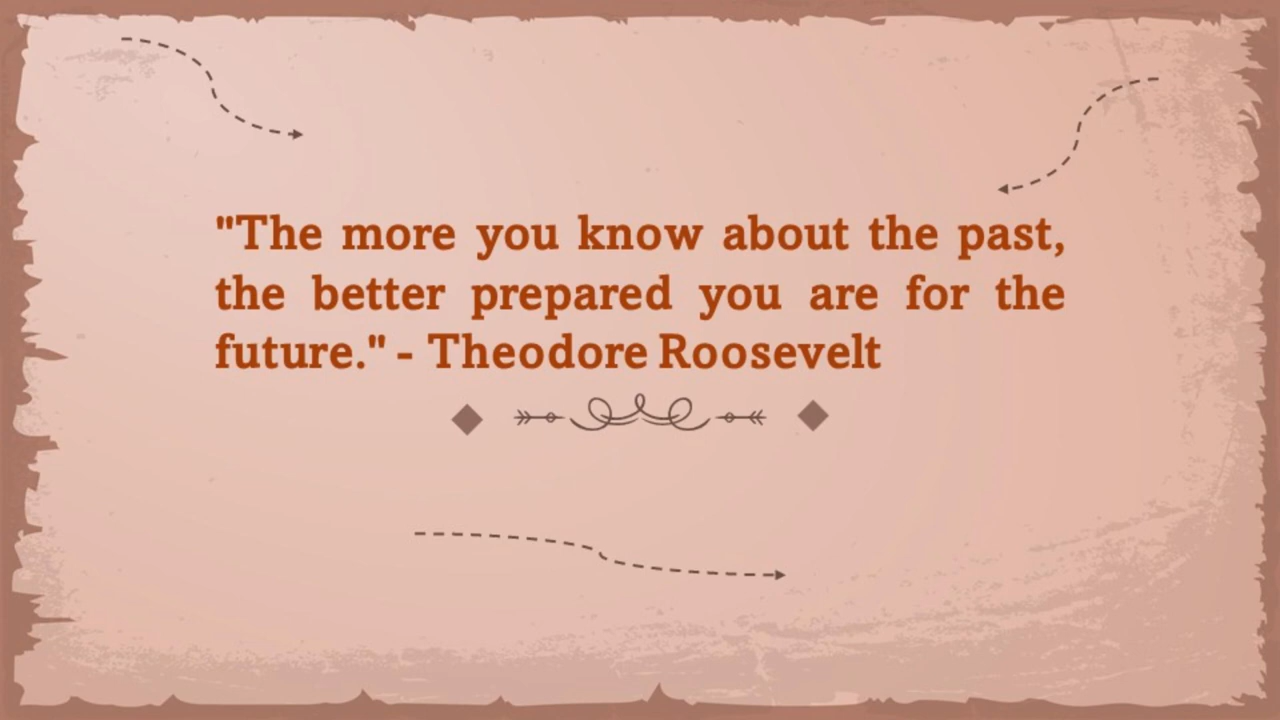 "The more you know about the past,
the better prepared you are for the
future." - Theodore Roosevelt